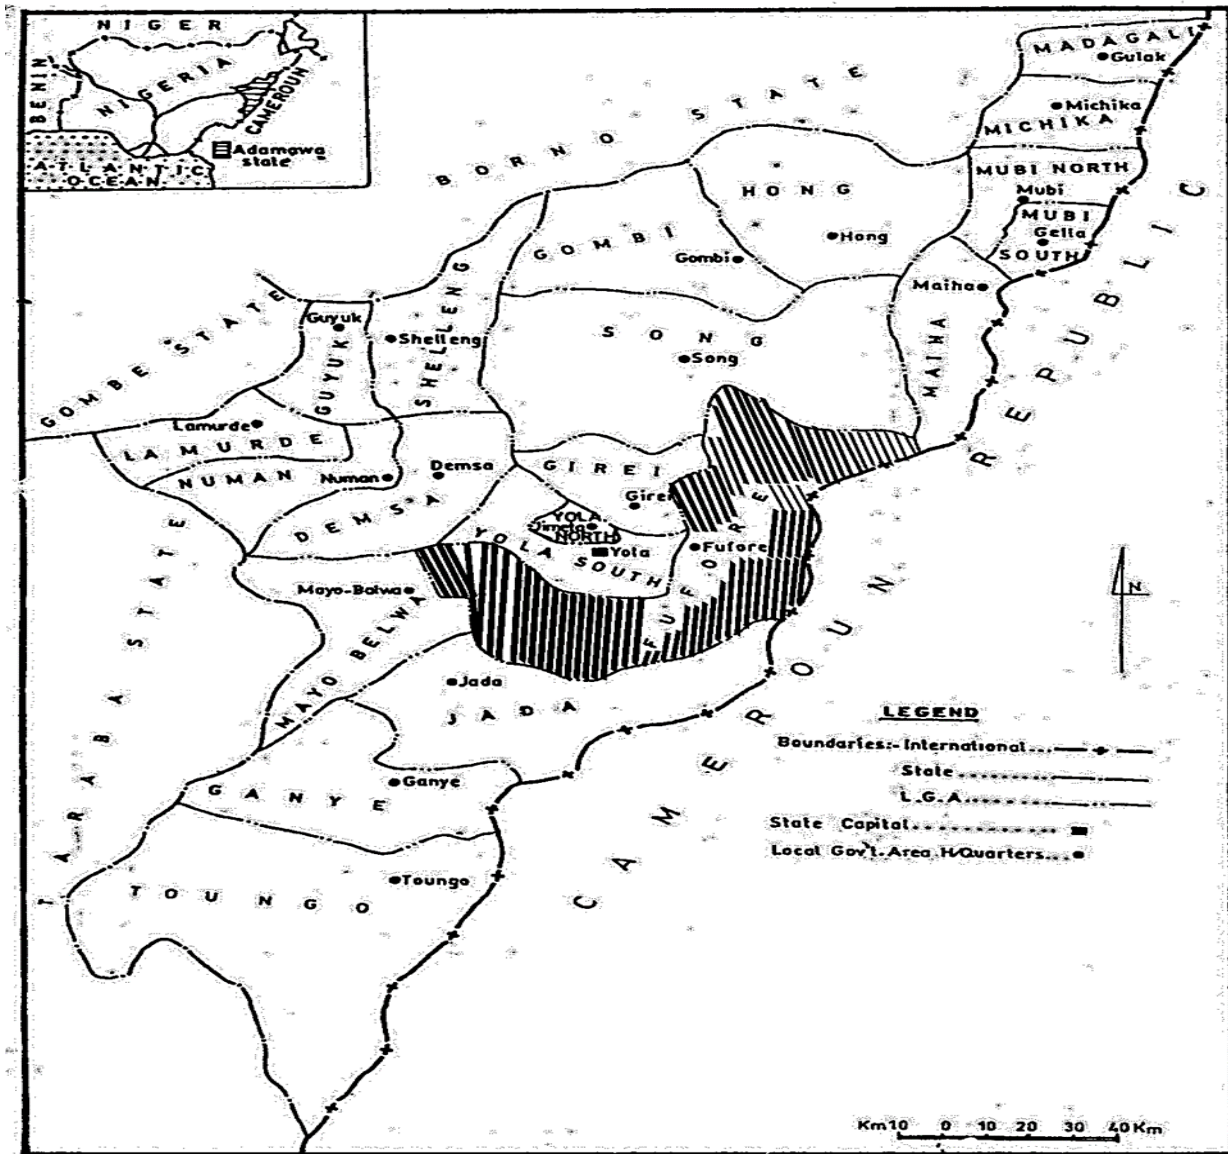 NIGER
BENIN
NIGERIA
CAMEROUN
Adamawa
state
ATLANTIC
OCEAN
BORNO STATE
GOMBE STATE
TARABA STATE
CAMEROUN REPUBLIC
MADAGALI
Gulak
Michika
MICHIKA
MUBI NORTH
Mubi
MUBI
Gella
SOUTH
HONG
Hong
GOMBI
Gombi
Maiha
MAIHA
SHELLENG
Shelleng
Guyuk
GUYUK
SONG
Song
Lamurde
LAMURDE
NUMAN
Numan
Demsa
DEMSA
GIREI
Girei
YOLA
Jimeta
NORTH
Yola
YOLA SOUTH
Fufore
FUFORE
Mayo-Balwa
MAYO BELWA
Jada
JADA
Ganye
GANYE
Toungo
TOUNGO
N
LEGEND
Boundaries:- International...
State...........
L.G.A...........
State Capital..............
Local Gov't. Area H/Quarters...
Km10 0 10 20 30 40 Km